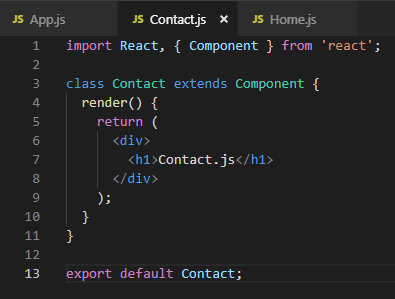 JS App.js JS Contact.js × JS Home.js
1 import React, { Component } from 'react';
2
3 class Contact extends Component {
4   render() {
5     return (
6       <div>
7         <h1>Contact.js</h1>
8       </div>
9     );
10   }
11 }
12
13 export default Contact;